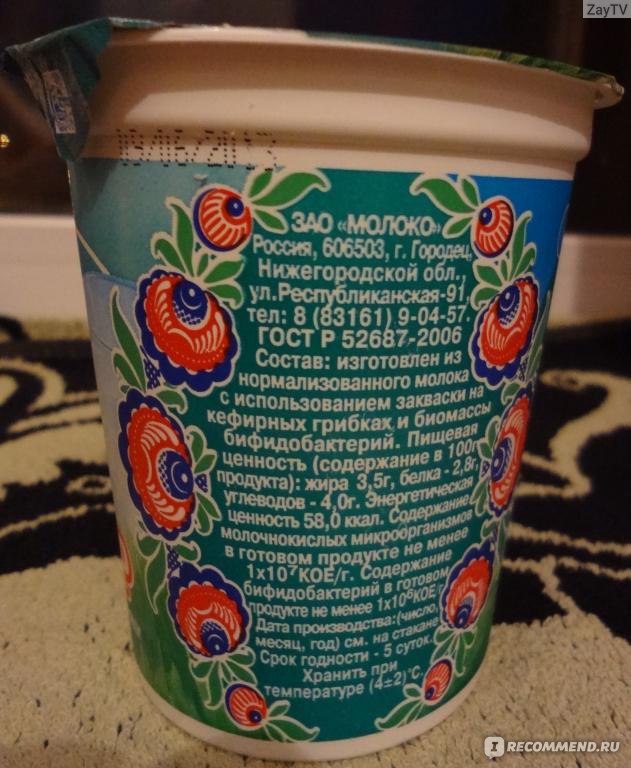 ZayTV
ЗАО «МОЛОКО»
Россия, 606503, г. Городец,
Нижегородской обл.,
ул.Республиканская-91,
тел: 8 (83161) 9-04-57.
ГОСТ Р 52687-2006
Состав: изготовлен из
нормализованного молока
с использованием закваски на
кефирных грибках и биомассы
бифидобактерий. Пищевая
ценность (содержание в 100г
продукта): жира 3,5г, белка - 2,8г,
углеводов - 4,0г. Энергетическая
ценность 58,0 ккал. Содержание
молочнокислых микроорганизмов
в готовом продукте не менее
1x10⁷КОЕ/г. Содержание
бифидобактерий в готовом
продукте не менее 1x10⁶КОЕ/
Дата производства:(число,
месяц, год) см. на стакане.
Срок годности - 5 суток.
Хранить при
температуре (4±2)°С.
IRECOMMEND.RU